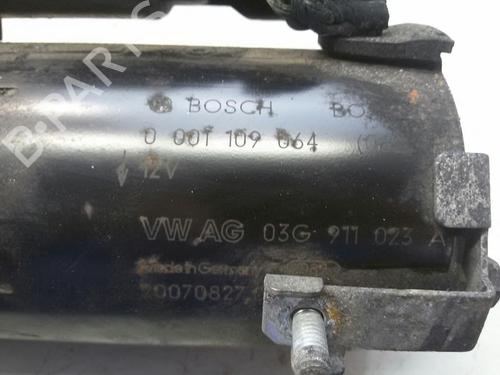 B-PARTS
BOSCH
0 001 109 064
12V
VW AG 03G 911 023 A
Made in Germany
20070827